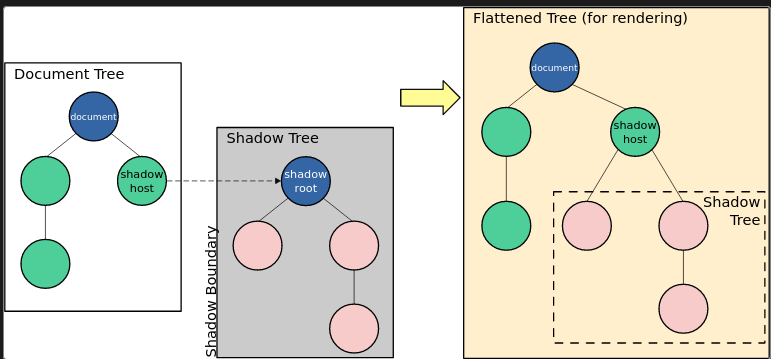 Flattened Tree (for rendering)
Document Tree
document
shadow
host
Shadow Tree
shadow
root
Shadow Boundary
document
shadow
host
Shadow
Tree